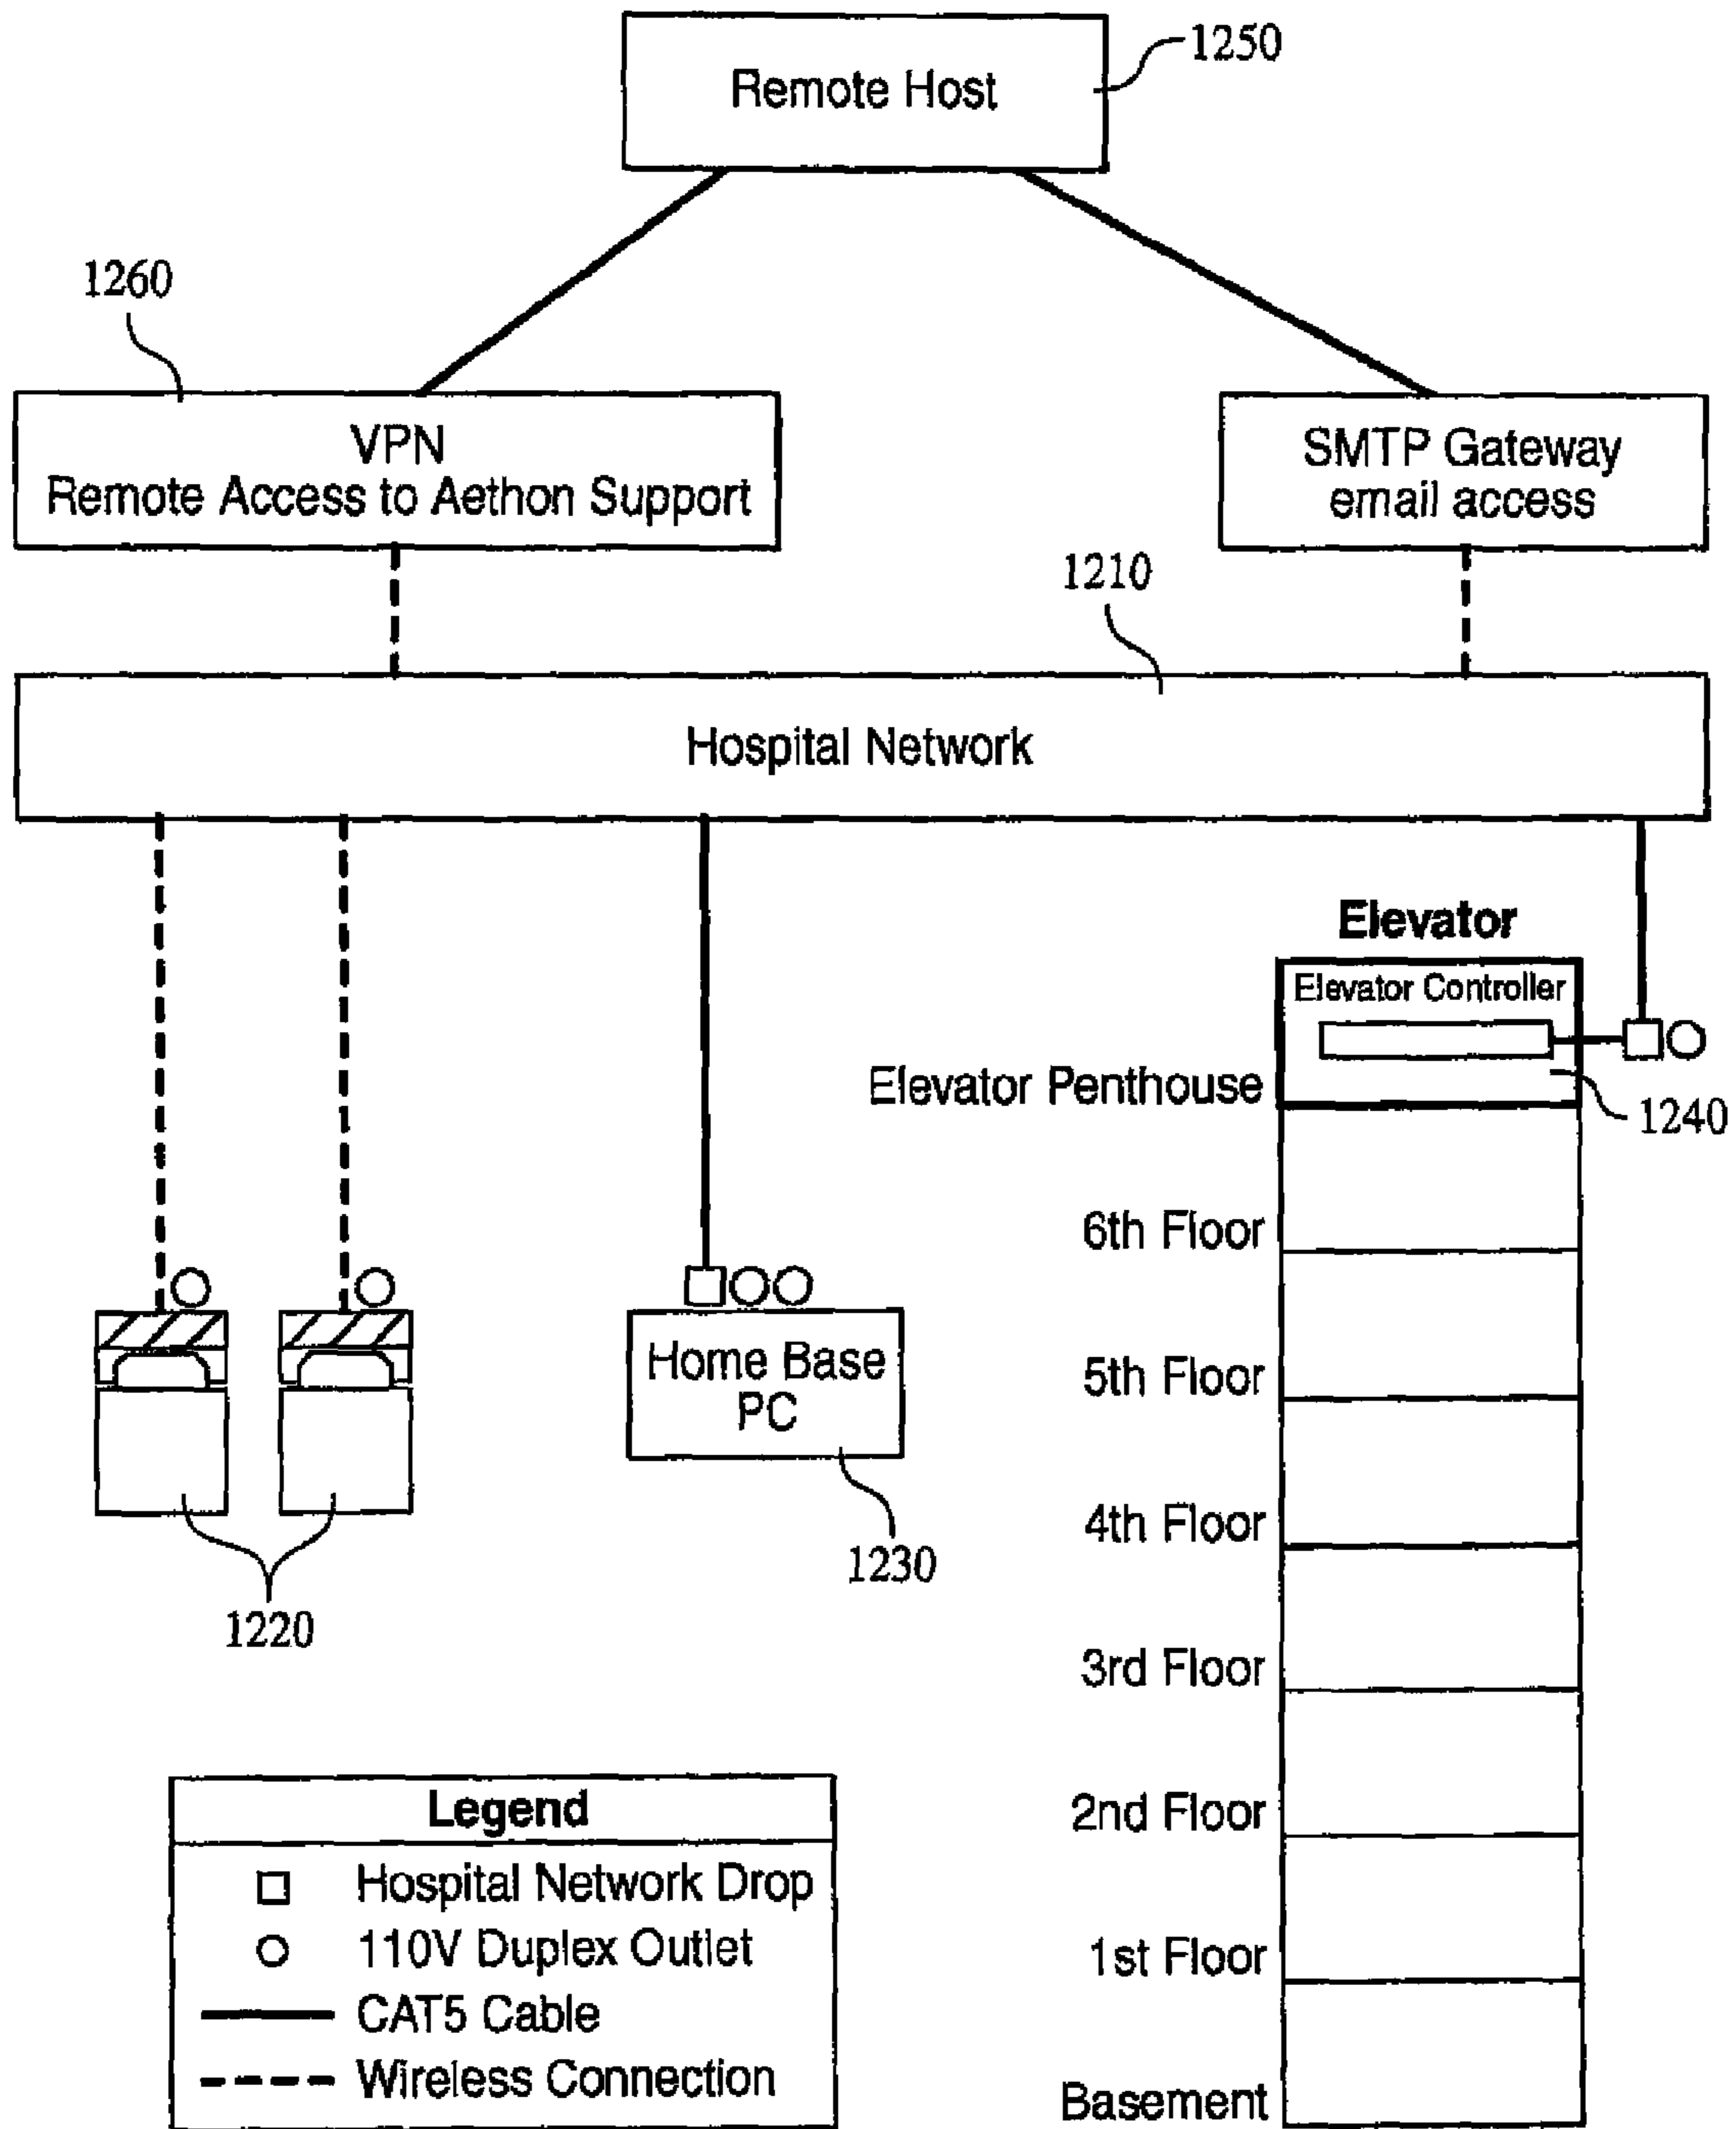 1250
Remote Host
1260
VPN
Remote Access to Aethon Support
SMTP Gateway
email access
1210
Hospital Network
Elevator
Elevator Controller
Elevator Penthouse
1240
6th Floor
Home Base
PC
5th Floor
4th Floor
1230
1220
3rd Floor
2nd Floor
1st Floor
Basement
Legend
Hospital Network Drop
110V Duplex Outlet
CAT5 Cable
Wireless Connection